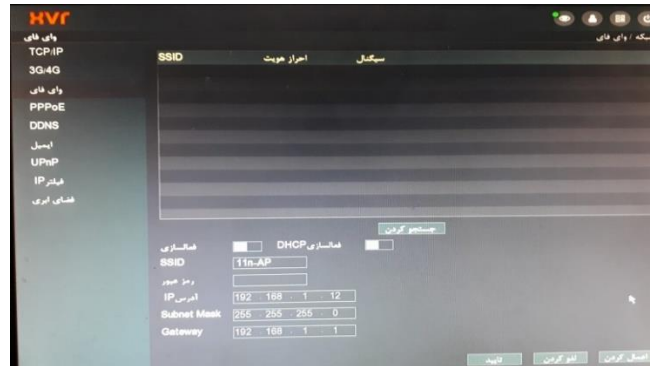 XVR
وای فای
شبکه / وای فای
TCP/IP
3G/4G
وای فای
PPPoE
DDNS
ایمیل
UPnP
فیلتر IP
فضای ابری
SSID احراز هویت سیگنال
جستجو کردن
فعالسازی فعالسازی DHCP
SSID 11n-AP
رمز عبور
آدرس IP 192 . 168 . 1 . 12
Subnet Mask 255 . 255 . 255 . 0
Gateway 192 . 168 . 1 . 1
تایید لغو کردن اعمال کردن